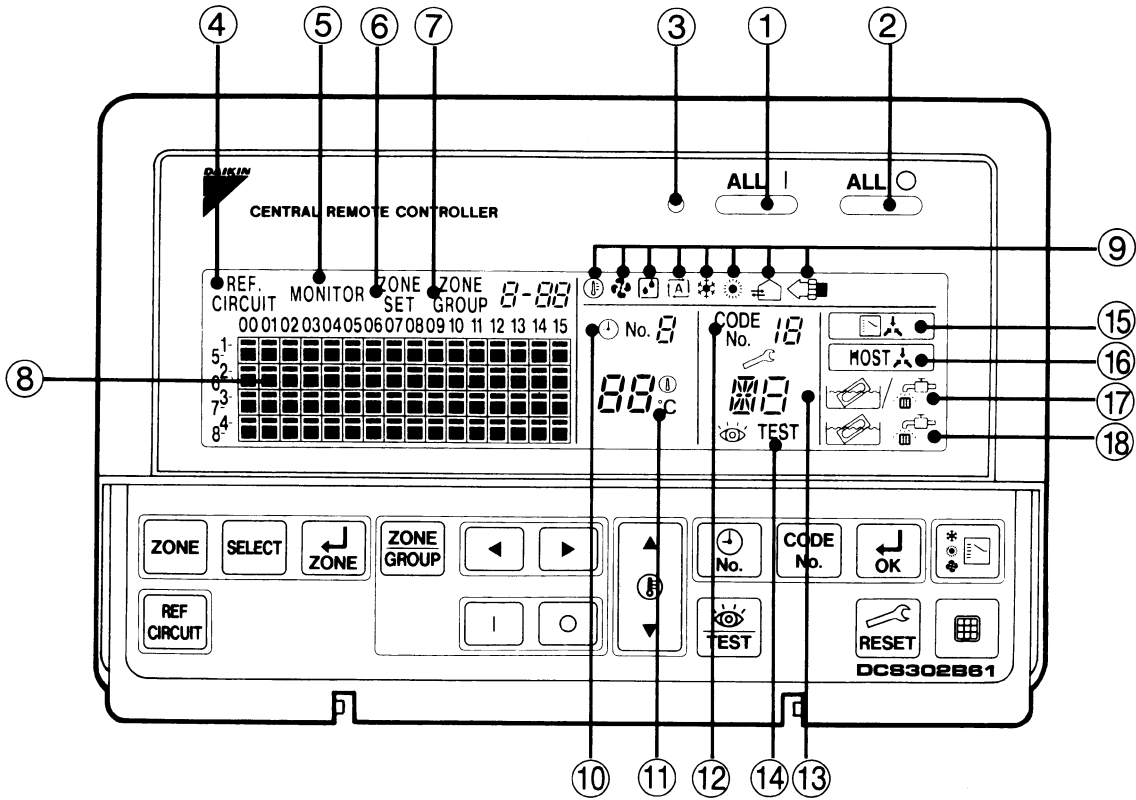 ④ ⑤ ⑥ ⑦ ③ ① ②
DAIKIN
ALL | ALL ○
CENTRAL REMOTE CONTROLLER
⑨
REF. CIRCUIT MONITOR ZONE SET ZONE GROUP 8-88
A
00 01 02 03 04 05 06 07 08 09 10 11 12 13 14 15
No. 8
CODE No. 18
⑮
HOST ⑯
5 1
6 2
7 3
8 4
⑧
88 °C
8
/ ⑰
TEST
⑱
ZONE SELECT ZONE
ZONE GROUP ◄ ►
▲
▼
No. CODE No. OK
REF CIRCUIT
| ○
TEST
RESET
DCS302B61
⑩ ⑪ ⑫ ⑭ ⑬